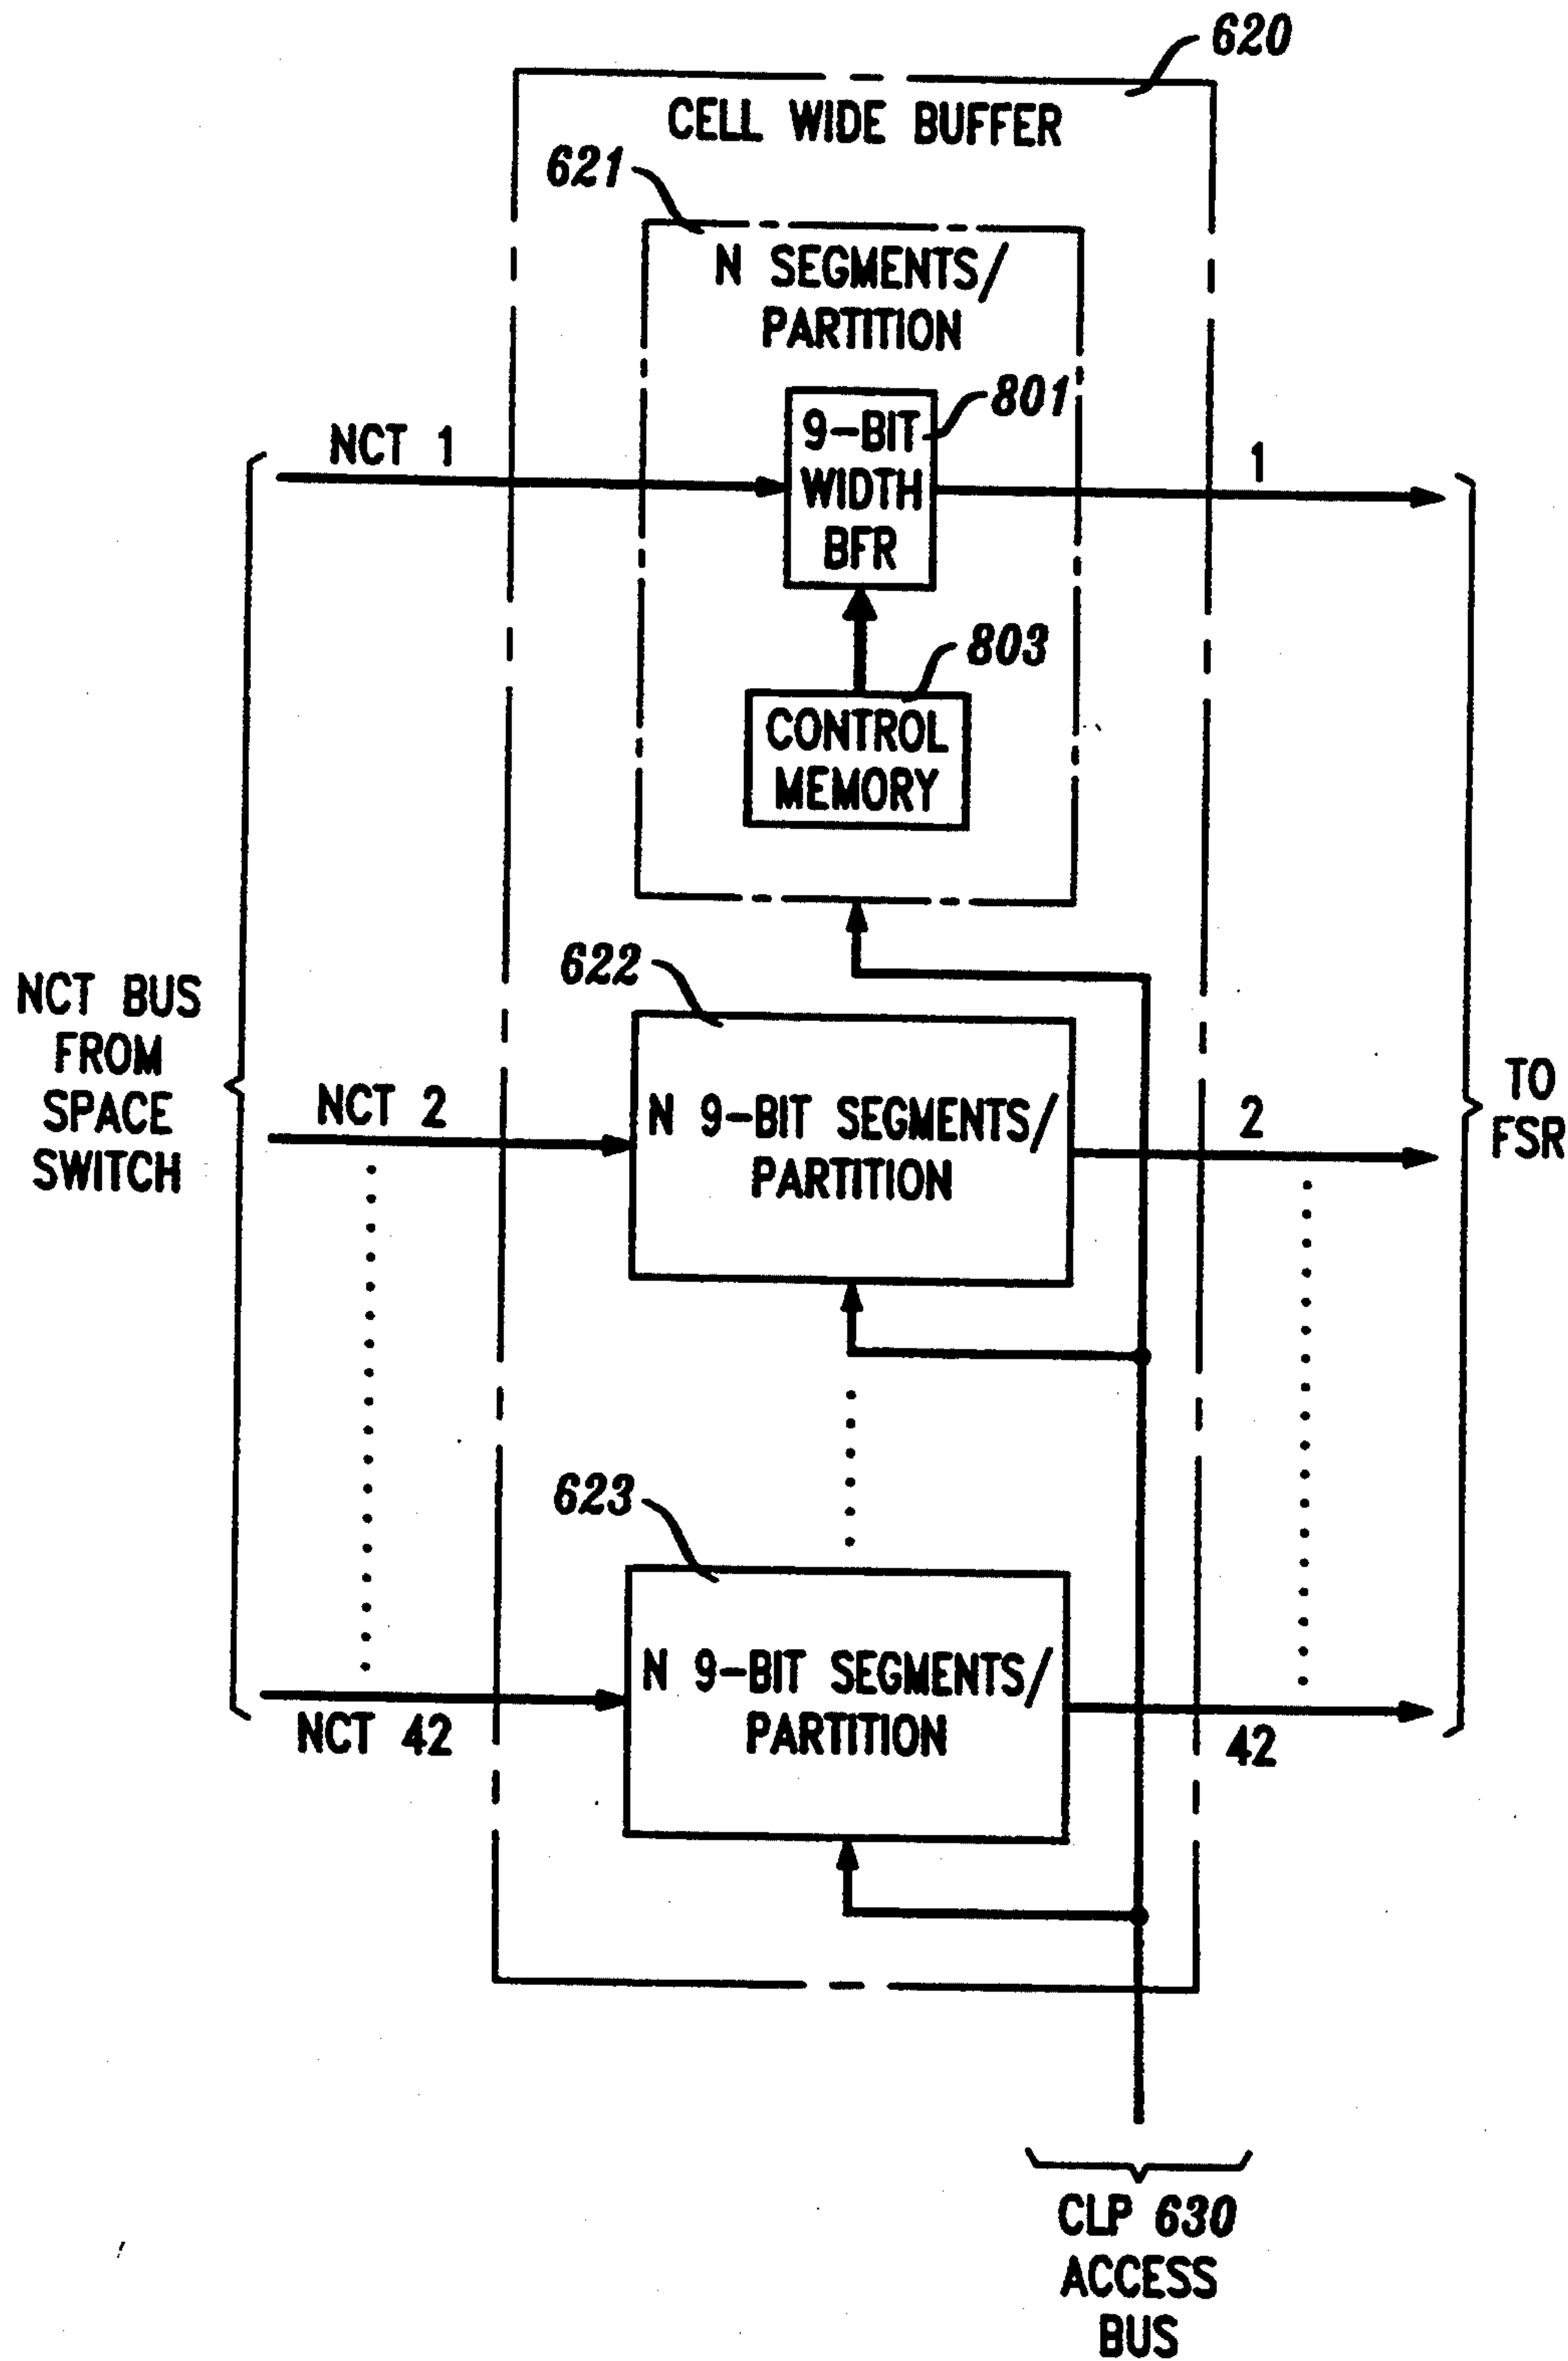 620
CELL WIDE BUFFER
621
N SEGMENTS/
PARTITION
801
9-BIT
WIDTH
BFR
NCT 1
1
803
CONTROL
MEMORY
622
NCT BUS
FROM
SPACE
SWITCH
NCT 2
N 9-BIT SEGMENTS/
PARTITION
2
TO
FSR
623
N 9-BIT SEGMENTS/
PARTITION
NCT 42
42
CLP 630
ACCESS
BUS